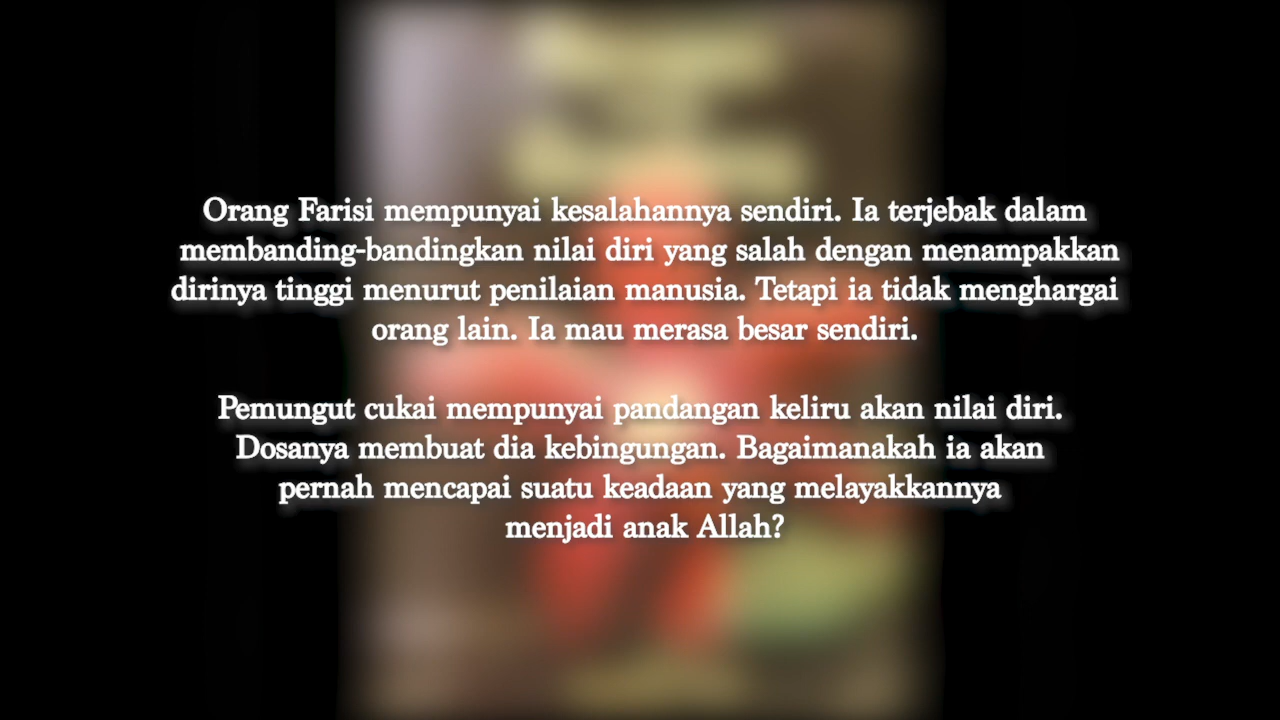 Orang Farisi mempunyai kesalahannya sendiri. Ia terjebak dalam
membanding-bandingkan nilai diri yang salah dengan menampakkan
dirinya tinggi menurut penilaian manusia. Tetapi ia tidak menghargai
orang lain. Ia mau merasa besar sendiri.
Pemungut cukai mempunyai pandangan keliru akan nilai diri.
Dosanya membuat dia kebingungan. Bagaimanakah ia akan
pernah mencapai suatu keadaan yang melayakkannya
menjadi anak Allah?